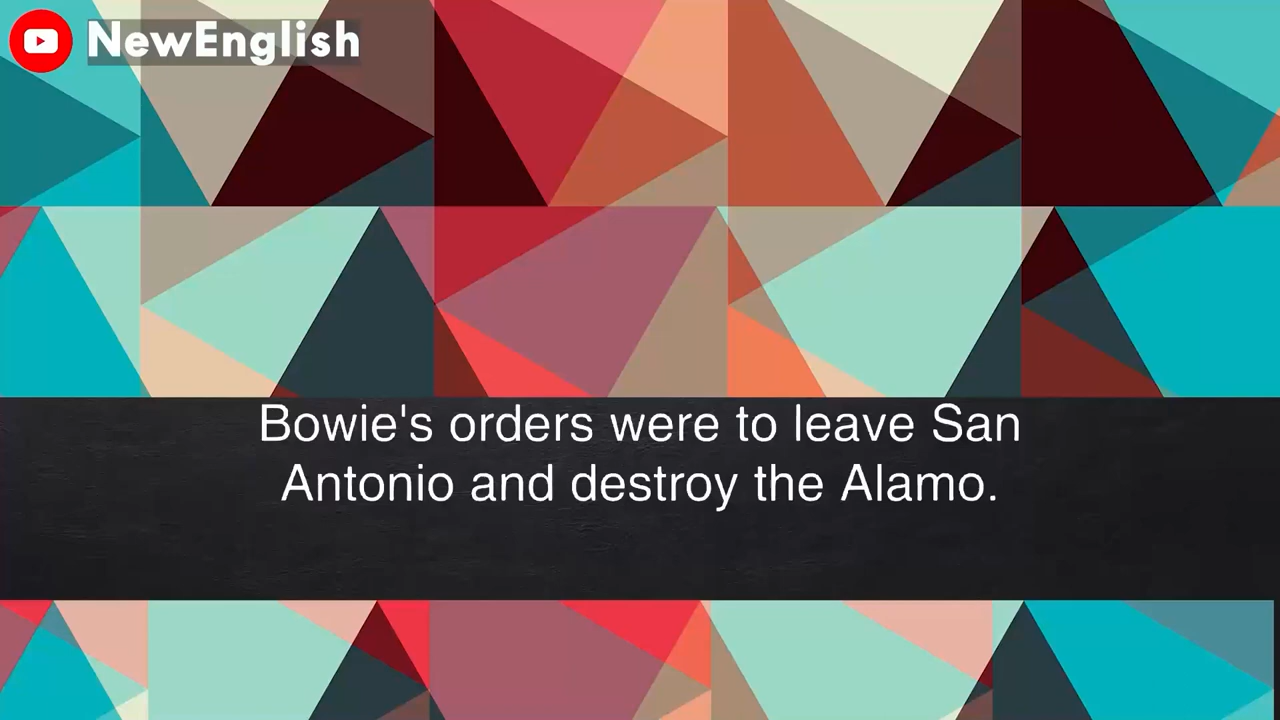 NewEnglish
Bowie's orders were to leave San
Antonio and destroy the Alamo.